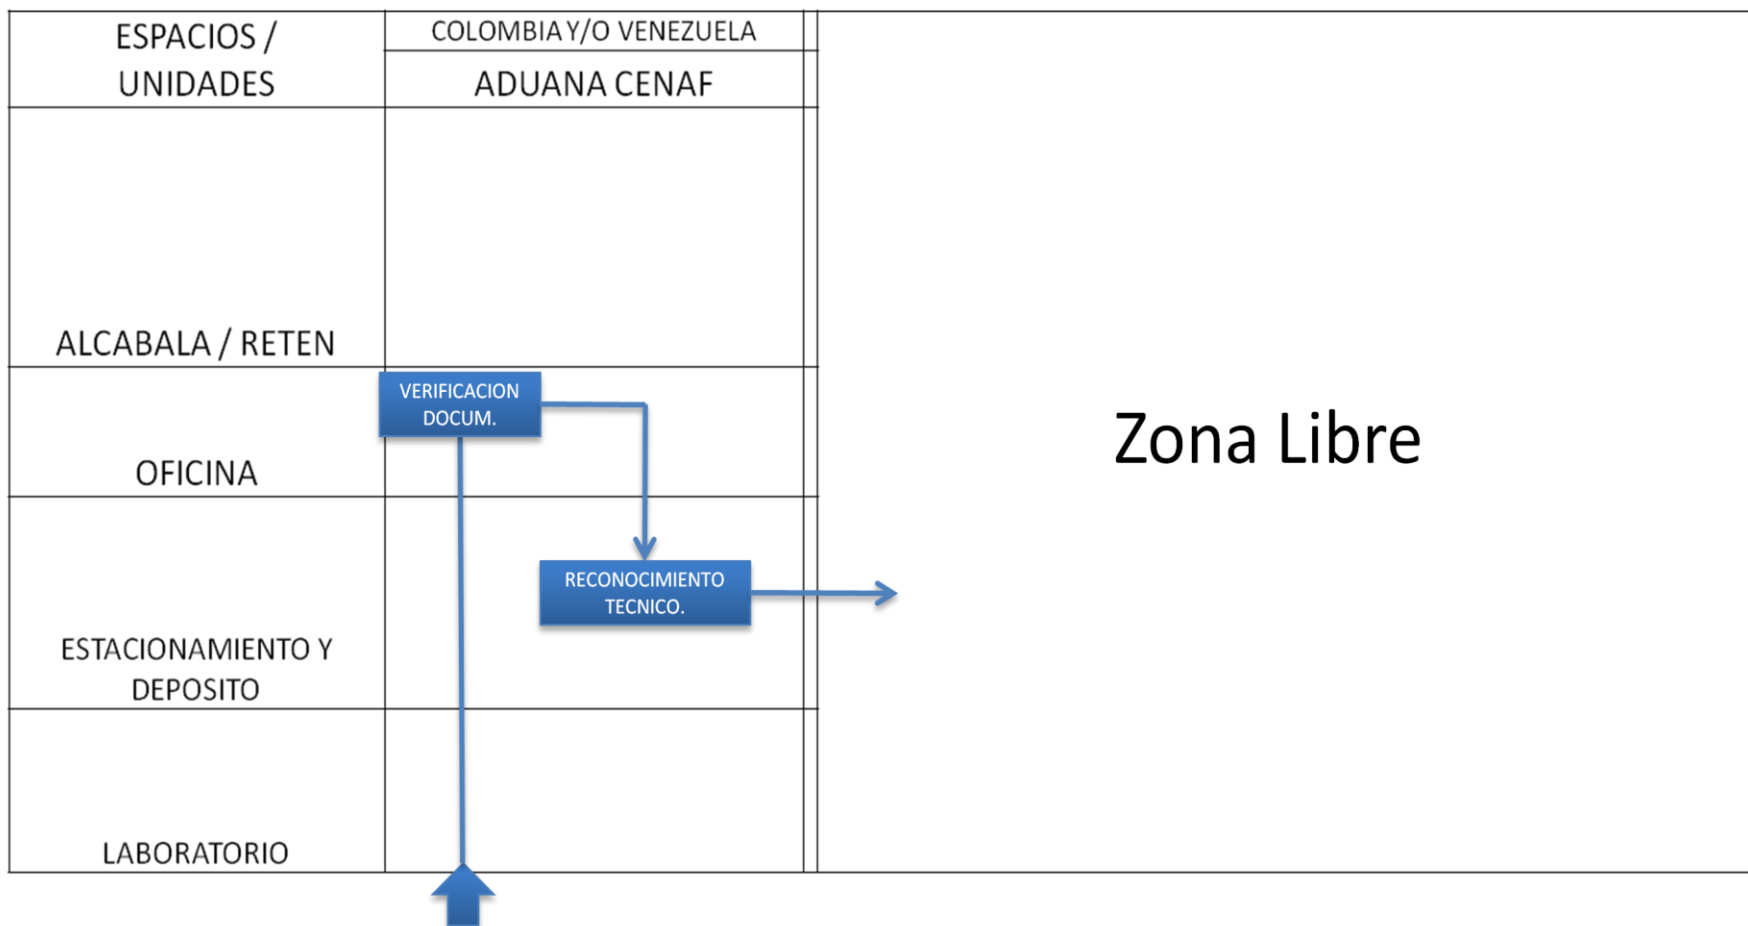 ESPACIOS /
UNIDADES
COLOMBIA Y/O VENEZUELA
ADUANA CENAF
ALCABALA / RETEN
VERIFICACION
DOCUM.
OFICINA
Zona Libre
RECONOCIMIENTO
TECNICO.
ESTACIONAMIENTO Y
DEPOSITO
LABORATORIO